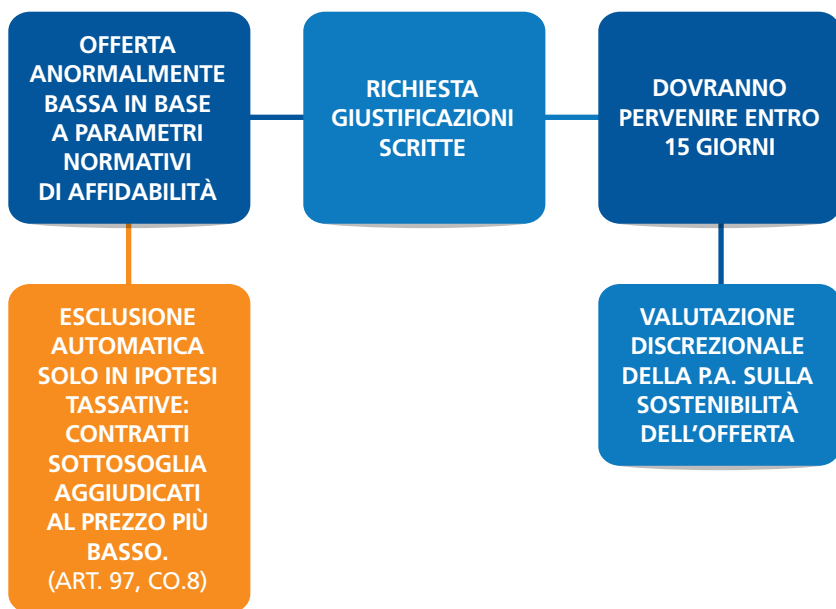 OFFERTA
ANORMALMENTE
BASSA IN BASE
A PARAMETRI
NORMATIVI
DI AFFIDABILITÀ
RICHIESTA
GIUSTIFICAZIONI
SCRITTE
DOVRANNO
PERVENIRE ENTRO
15 GIORNI
ESCLUSIONE
AUTOMATICA
SOLO IN IPOTESI
TASSATIVE:
CONTRATTI
SOTTOSOGLIA
AGGIUDICATI
AL PREZZO PIÙ
BASSO.
(ART. 97, CO.8)
VALUTAZIONE
DISCREZIONALE
DELLA P.A. SULLA
SOSTENIBILITÀ
DELL’OFFERTA